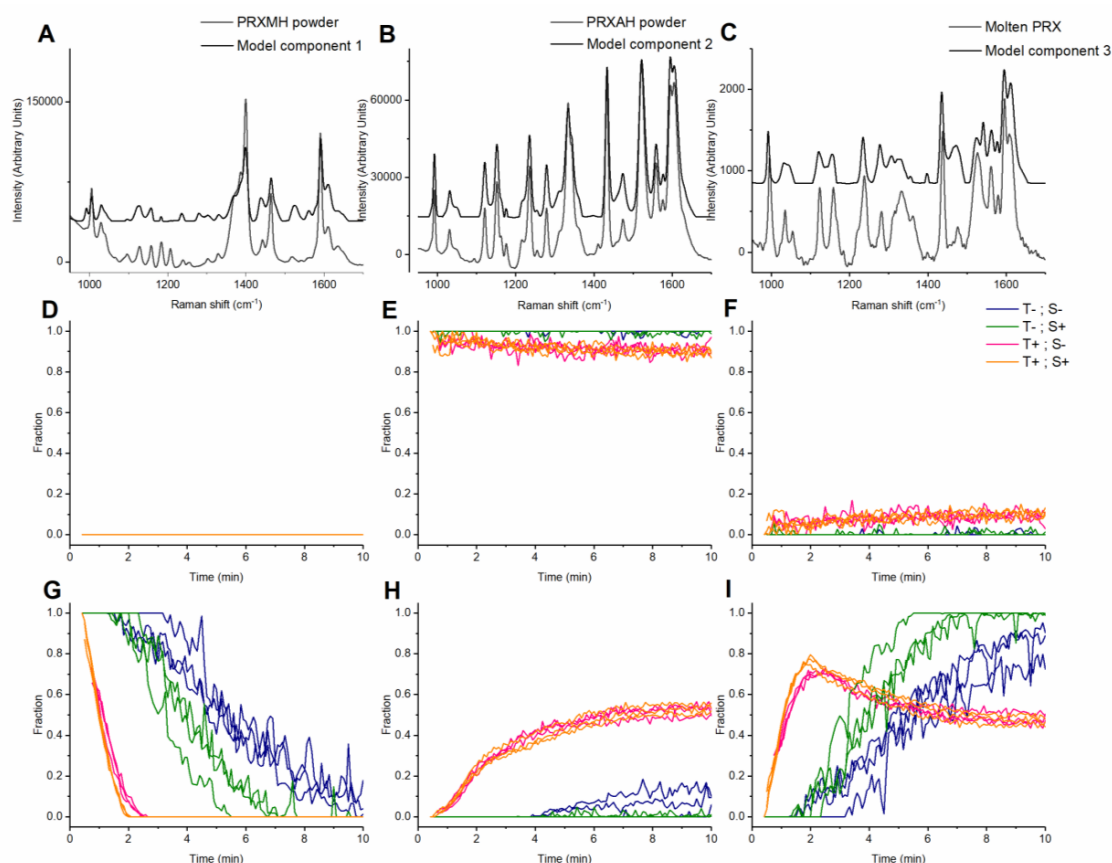 A
PRXMH powder
Model component 1
Intensity (Arbitrary Units)
150000
0
1000
1200
1400
1600
Raman shift (cm⁻¹)
B
PRXAH powder
Model component 2
Intensity (Arbitrary Units)
60000
30000
0
1000
1200
1400
1600
Raman shift (cm⁻¹)
C
Molten PRX
Model component 3
Intensity (Arbitrary Units)
2000
1000
0
1000
1200
1400
1600
Raman shift (cm⁻¹)
D
Fraction
1.0
0.8
0.6
0.4
0.2
0.0
0
2
4
6
8
10
Time (min)
E
Fraction
1.0
0.8
0.6
0.4
0.2
0.0
0
2
4
6
8
10
Time (min)
F
T- ; S-
T- ; S+
T+ ; S-
T+ ; S+
Fraction
1.0
0.8
0.6
0.4
0.2
0.0
0
2
4
6
8
10
Time (min)
G
Fraction
1.0
0.8
0.6
0.4
0.2
0.0
0
2
4
6
8
10
Time (min)
H
Fraction
1.0
0.8
0.6
0.4
0.2
0.0
0
2
4
6
8
10
Time (min)
I
Fraction
1.0
0.8
0.6
0.4
0.2
0.0
0
2
4
6
8
10
Time (min)